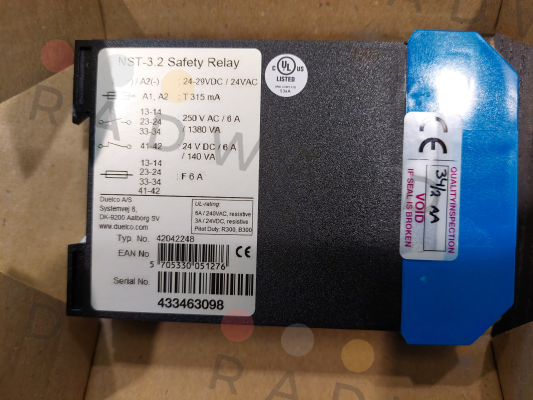 NST-3.2 Safety Relay
/ A2(-) : 24-29VDC / 24VAC
A1, A2 : T 315 mA
13-14
23-24
33-34
250 V AC / 6 A
/ 1380 VA
41-42
24 V DC / 6 A
/ 140 VA
13-14
23-24
33-34
41-42
: F 6 A
Duelco A/S
Systemvej 6,
DK-9200 Aalborg SV
www.duelco.com
UL-rating:
6A / 240VAC, resistive
3A / 24VDC, resistive
Pilot Duty: R300, B300
Typ No. 42042248
EAN No.
5 705330 051276
CE
Serial No.
433463098
C UL US
LISTED
CE
QUALITY INSPECTION
VOID
IF SEAL IS BROKEN
RADW